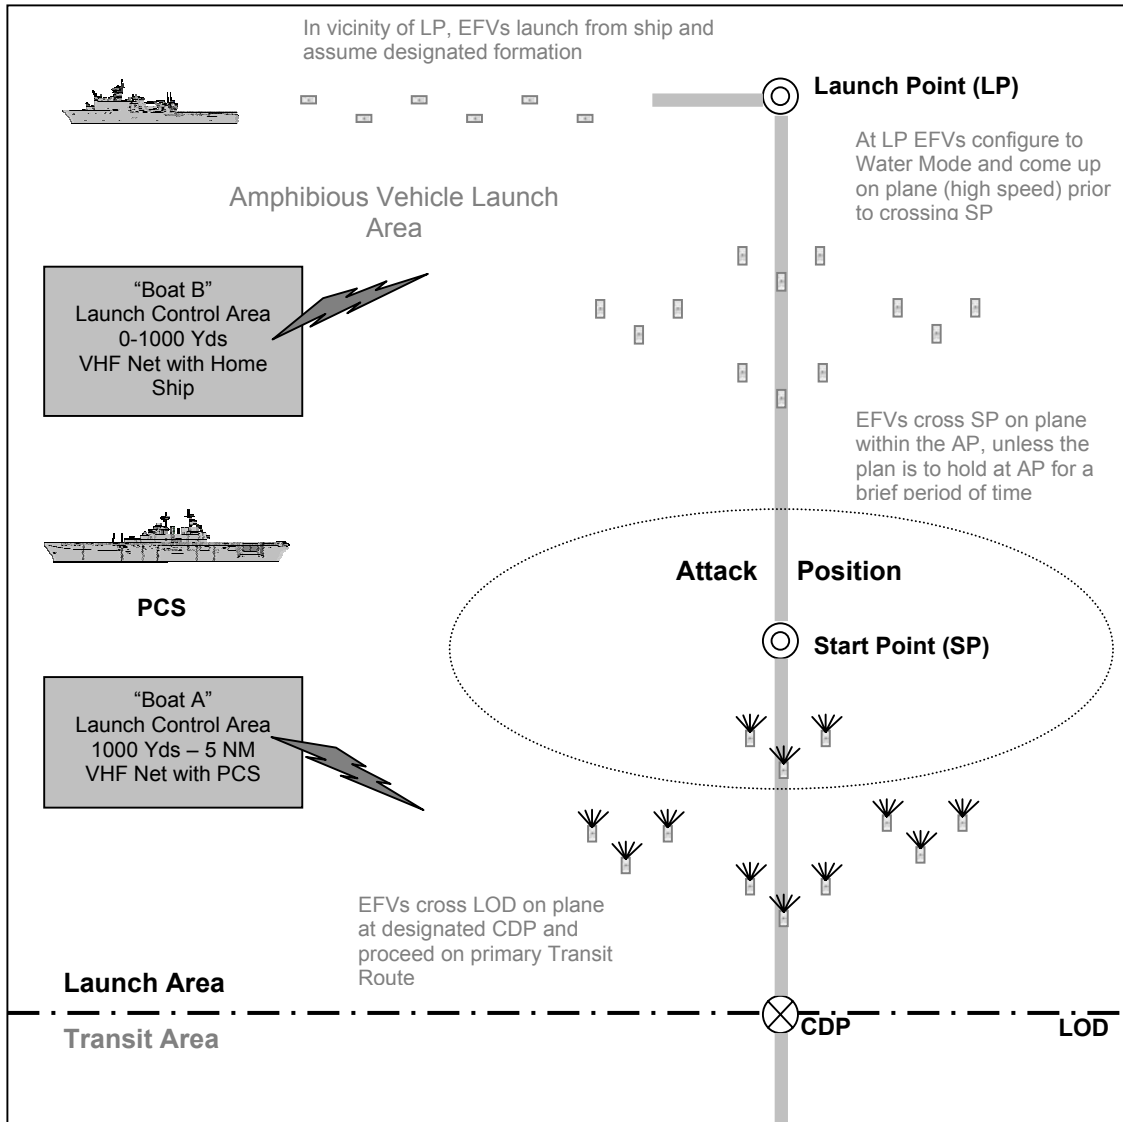 In vicinity of LP, EFVs launch from ship and
assume designated formation
Launch Point (LP)
At LP EFVs configure to
Water Mode and come up
on plane (high speed) prior
to crossing SP
Amphibious Vehicle Launch
Area
“Boat B”
Launch Control Area
0-1000 Yds
VHF Net with Home
Ship
EFVs cross SP on plane
within the AP, unless the
plan is to hold at AP for a
brief period of time
Attack Position
PCS
Start Point (SP)
“Boat A”
Launch Control Area
1000 Yds – 5 NM
VHF Net with PCS
EFVs cross LOD on plane
at designated CDP and
proceed on primary Transit
Route
Launch Area
CDP
LOD
Transit Area